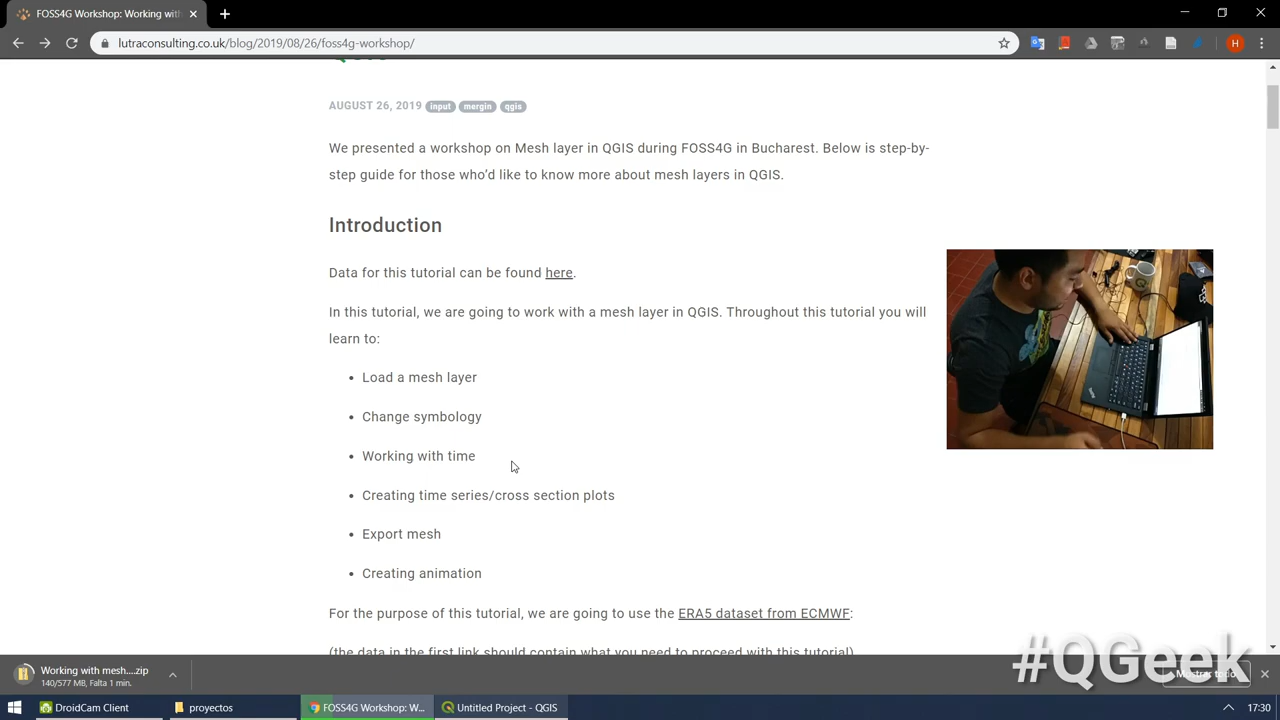 FOSS4G Workshop: Working with
lutraconsulting.co.uk/blog/2019/08/26/foss4g-workshop/
H
AUGUST 26, 2019 input mergin qgis
We presented a workshop on Mesh layer in QGIS during FOSS4G in Bucharest. Below is step-by-
step guide for those who'd like to know more about mesh layers in QGIS.
Introduction
Data for this tutorial can be found here.
In this tutorial, we are going to work with a mesh layer in QGIS. Throughout this tutorial you will
learn to:
• Load a mesh layer
• Change symbology
• Working with time
• Creating time series/cross section plots
• Export mesh
• Creating animation
For the purpose of this tutorial, we are going to use the ERA5 dataset from ECMWF:
(the data in the first link should contain what you need to proceed with this tutorial)
#QGeek
Working with mesh....zip
140/577 MB, Falta 1 min.
Mostrar todo
DroidCam Client
proyectos
FOSS4G Workshop: W...
Untitled Project - QGIS
17:30